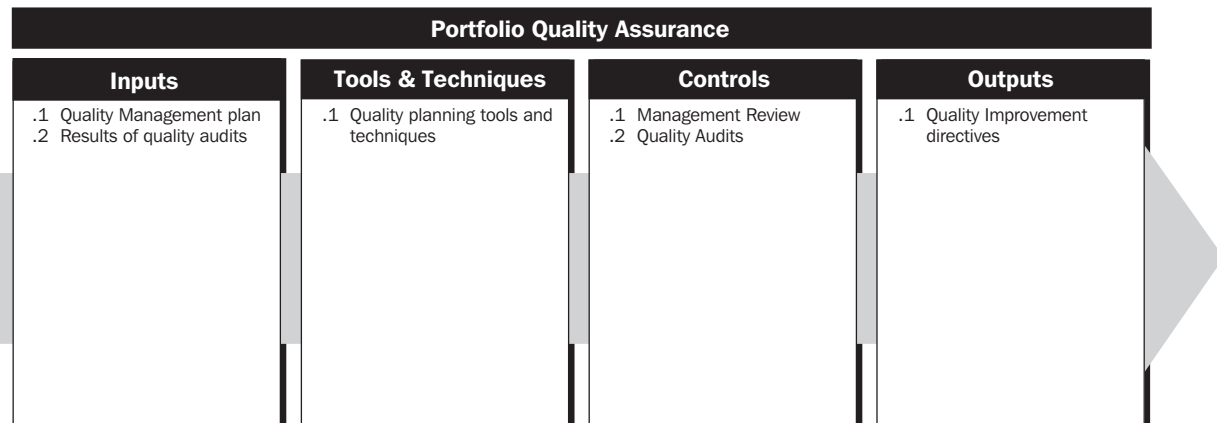 Portfolio Quality Assurance
Inputs
.1 Quality Management plan
.2 Results of quality audits
Tools & Techniques
.1 Quality planning tools and
techniques
Controls
.1 Management Review
.2 Quality Audits
Outputs
.1 Quality Improvement
directives